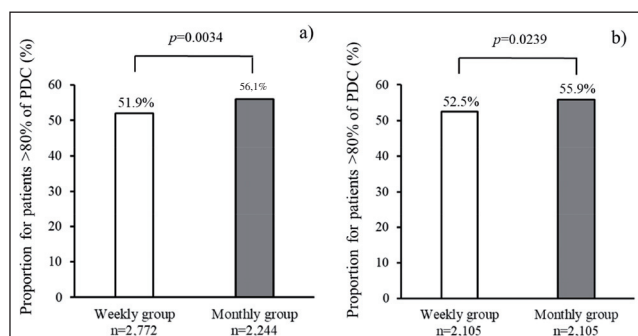 a)
p=0.0034
Proportion for patients >80% of PDC (%)
60
50
40
30
20
10
0
51.9%
56,1%
Weekly group
n=2,772
Monthly group
n=2,244
b)
p=0.0239
Proportion for patients >80% of PDC (%)
60
50
40
30
20
10
0
52.5%
55.9%
Weekly group
n=2,105
Monthly group
n=2,105